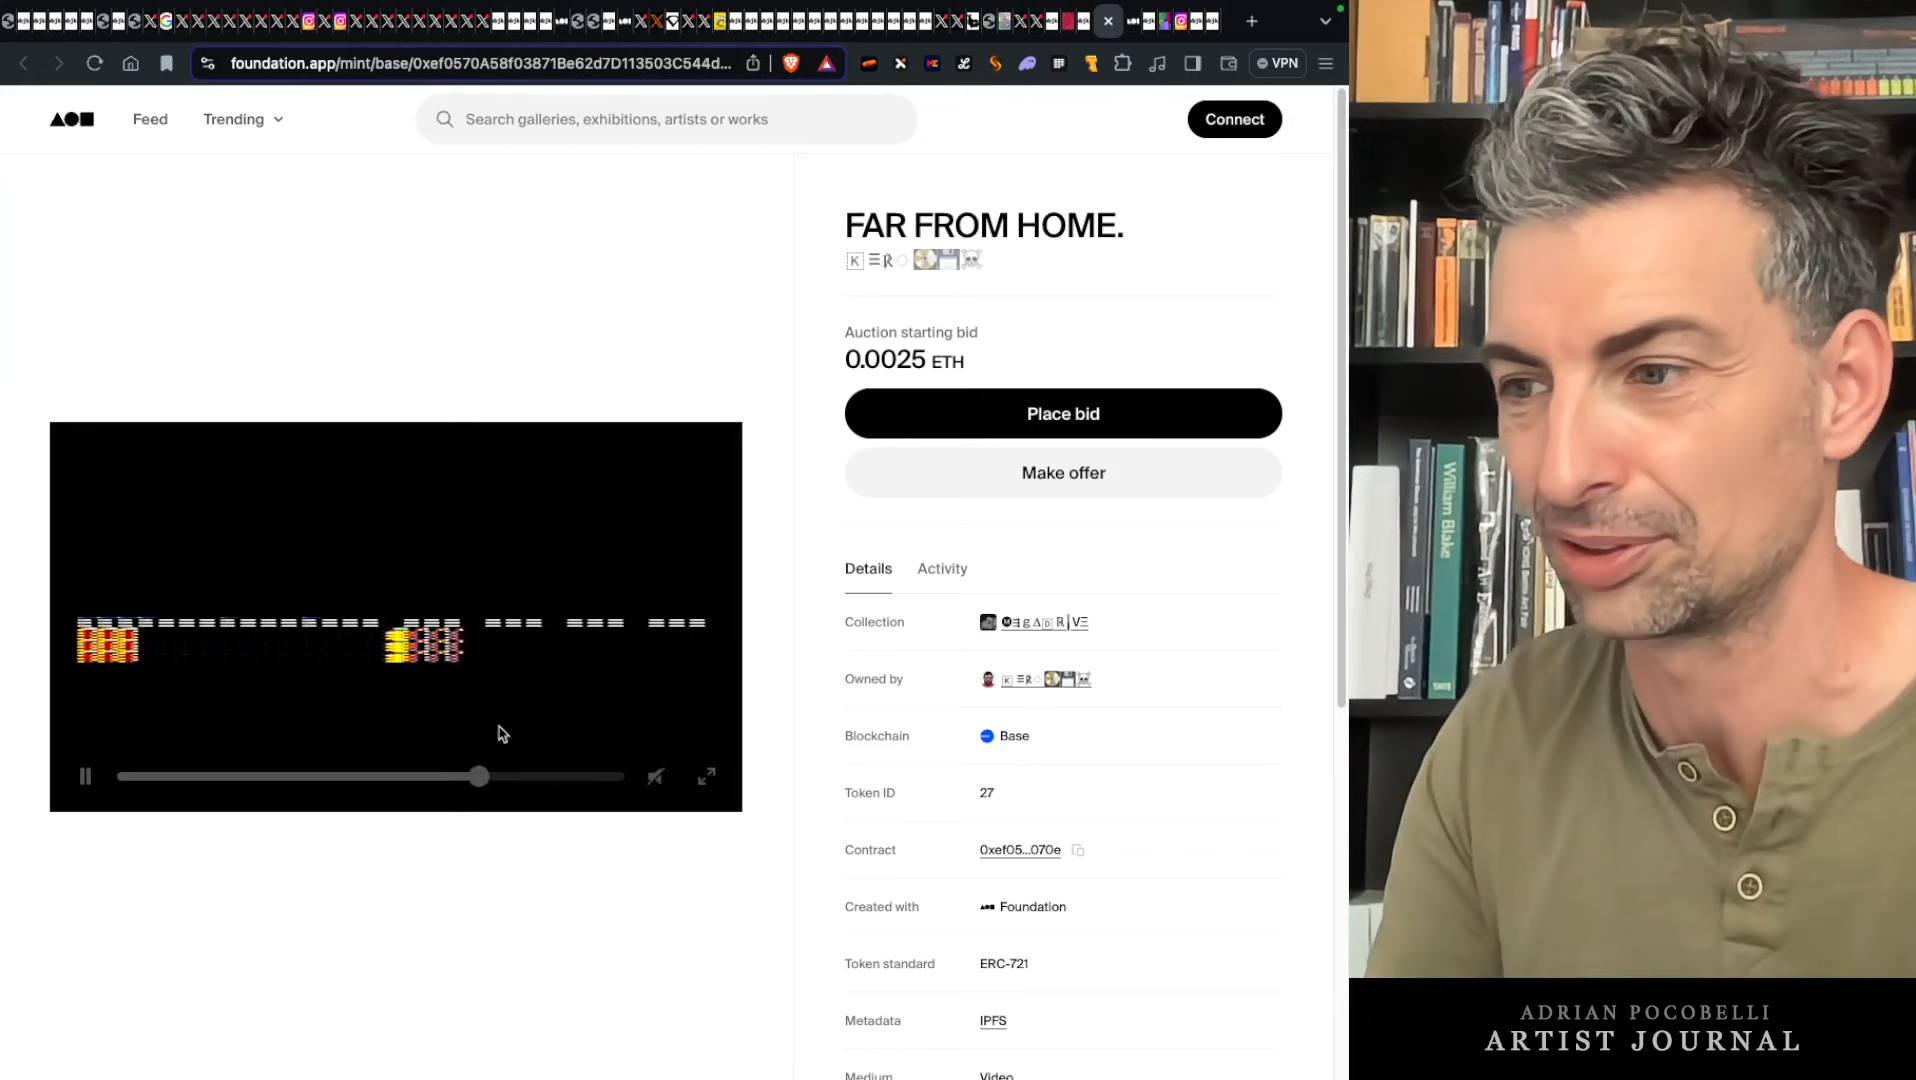 foundation.app/mint/base/0xef0570A58f03871Be62d7D113503C544d...
VPN
Feed
Trending
Search galleries, exhibitions, artists or works
Connect
FAR FROM HOME.
Auction starting bid
0.0025 ETH
Place bid
Make offer
Details
Activity
Collection
Owned by
Blockchain
Base
Token ID
27
Contract
0xef05...070e
Created with
Foundation
Token standard
ERC-721
Metadata
IPFS
Medium
Video
William Blake
ADRIAN POCOBELLI
ARTIST JOURNAL